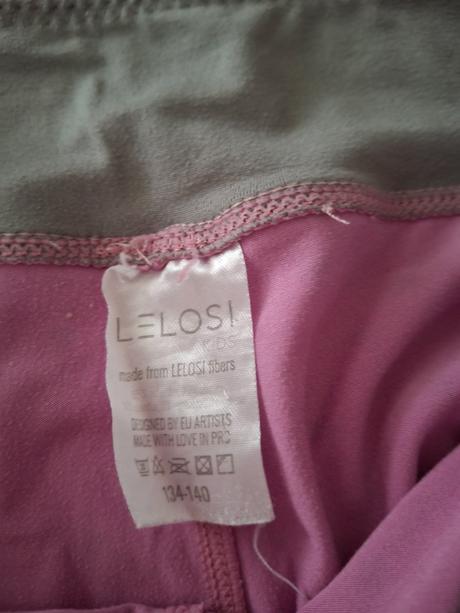 LELOSI
KIDS
made from LELOSI fibers
DESIGNED BY EU ARTISTS
MADE WITH LOVE IN PRC
134-140